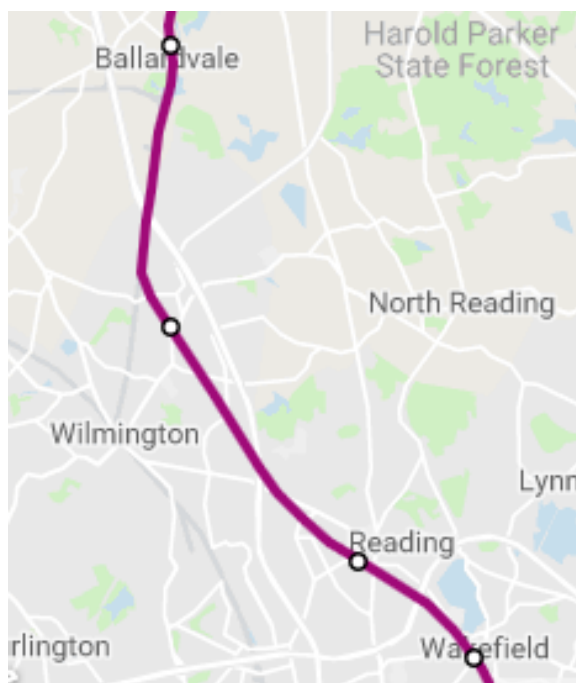 Harold Parker
State Forest
Ballardvale
North Reading
Wilmington
Lynn
Reading
Wakefield
rlington